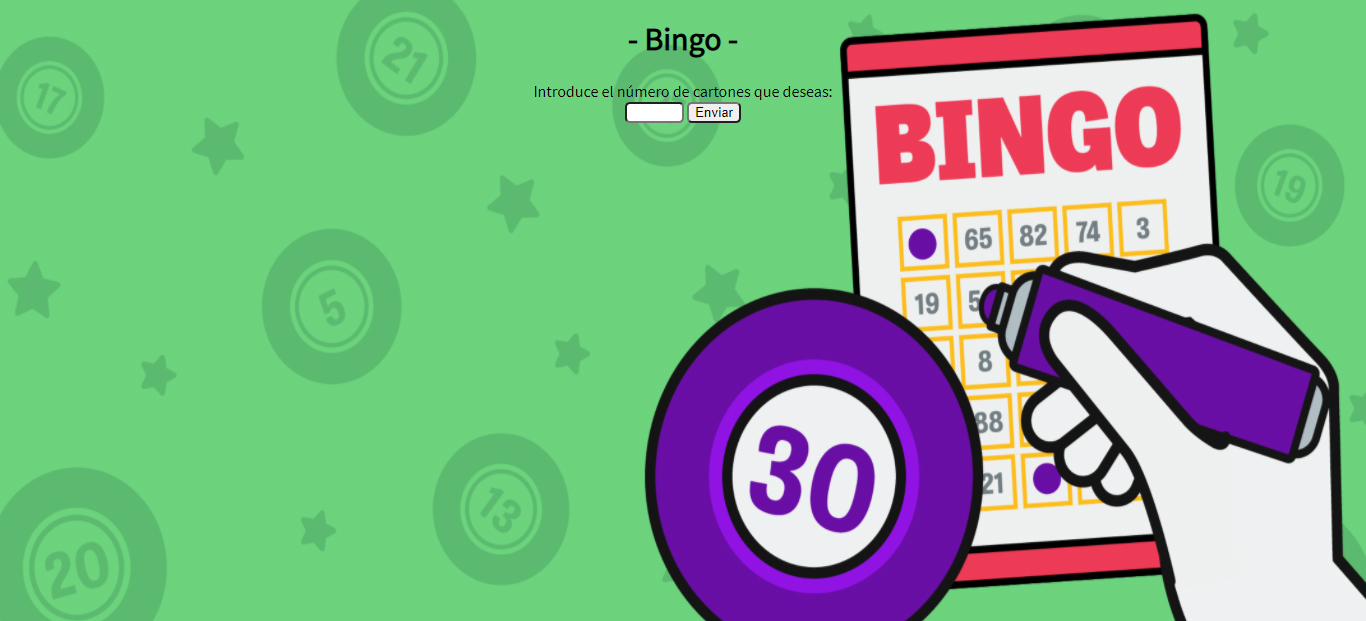 - Bingo -
Introduce el número de cartones que deseas:
Enviar
BINGO
65 82 74 3
19
8
88
21
30
17
21
5
13
20
19